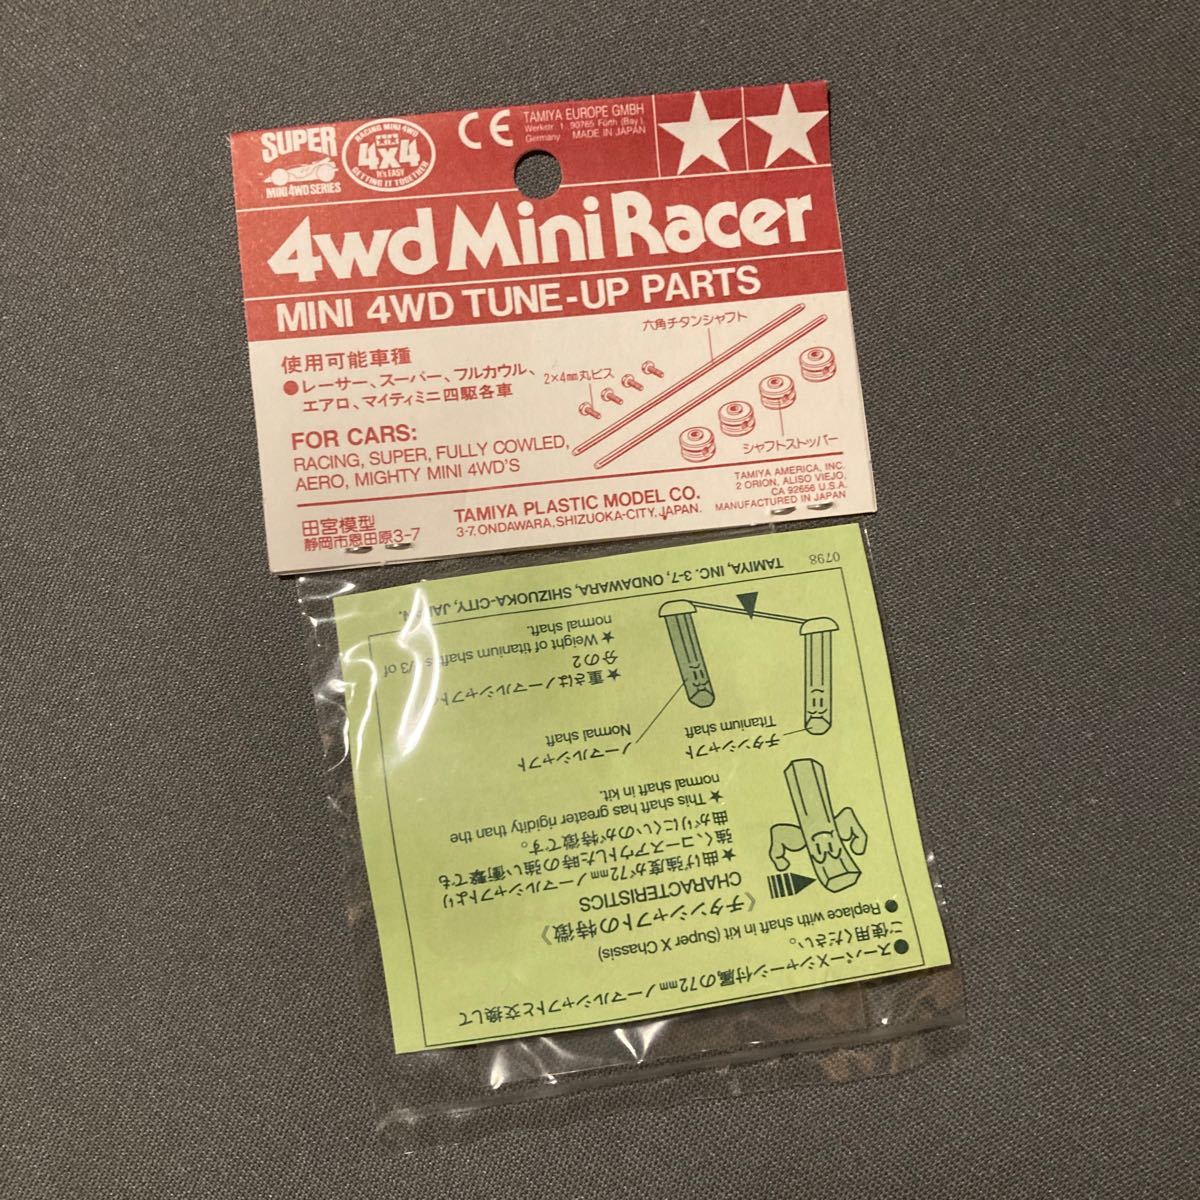 SUPER
MINI 4WD SERIES
RACING MINI 4WD
4x4
It's EASY
GETTING IT TOGETHER
CE
TAMIYA EUROPE GMBH
Werkstr. 1, 90765 Fürth (Bay.)
Germany MADE IN JAPAN
4wd Mini Racer
MINI 4WD TUNE-UP PARTS
使用可能車種
●レーサー、スーパー、フルカウル、
エアロ、マイティミニ四駆各車
FOR CARS:
RACING, SUPER, FULLY COWLED,
AERO, MIGHTY MINI 4WD'S
六角チタンシャフト
2×4㎜丸ビス
シャフトストッパー
田宮模型
静岡市恩田原3-7
TAMIYA PLASTIC MODEL CO.
3-7, ONDAWARA, SHIZUOKA-CITY, JAPAN.
TAMIYA AMERICA, INC.
2 ORION, ALISO VIEJO,
CA 92656 U.S.A.
MANUFACTURED IN JAPAN
●スーパーXシャーシ付属の72㎜ノーマルシャフトと交換して
ご使用ください。
●Replace with shaft in kit (Super X Chassis)
《チタンシャフトの特徴》
CHARACTERISTICS
★曲げ強度が72㎜ノーマルシャフトより
強く、コースアウトした時の強い衝撃でも
曲がりにくいのが特徴です。
★This shaft has greater rigidity than the
normal shaft in kit.
チタンシャフト
Titanium shaft
ノーマルシャフト
Normal shaft
★重さはノーマルシャフト
分の2
★Weight of titanium shaft is /3 of
normal shaft.
TAMIYA, INC. 3-7, ONDAWARA, SHIZUOKA-CITY, JAPAN.
0798